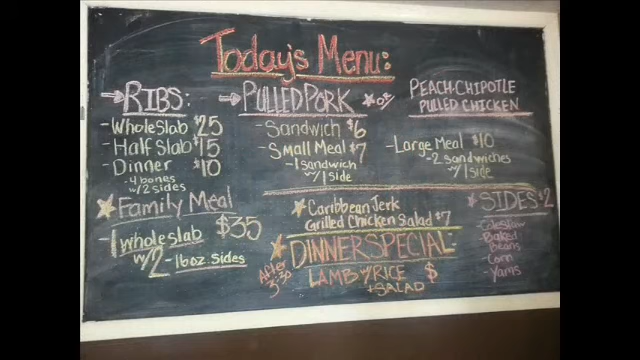 Today's Menu:
RIBS:
- Whole Slab $25
- Half Slab $15
- Dinner $10
- 4 bones
w/2 sides
Family Meal
- 1 whole slab $35
w/2 - 16oz. sides
PULLED PORK or
- Sandwich $6
- Small Meal $7
- 1 sandwich
w/ 1 side
PEACH-CHIPOTLE
PULLED CHICKEN
- Large Meal $10
- 2 sandwiches
w/ 1 side
Caribbean Jerk
Grilled Chicken Salad $7
DINNER SPECIAL-
After
3:30
LAMB w/ RICE $
+ SALAD
SIDES $2
- Coleslaw
- Baked
Beans
- Corn
- Yams